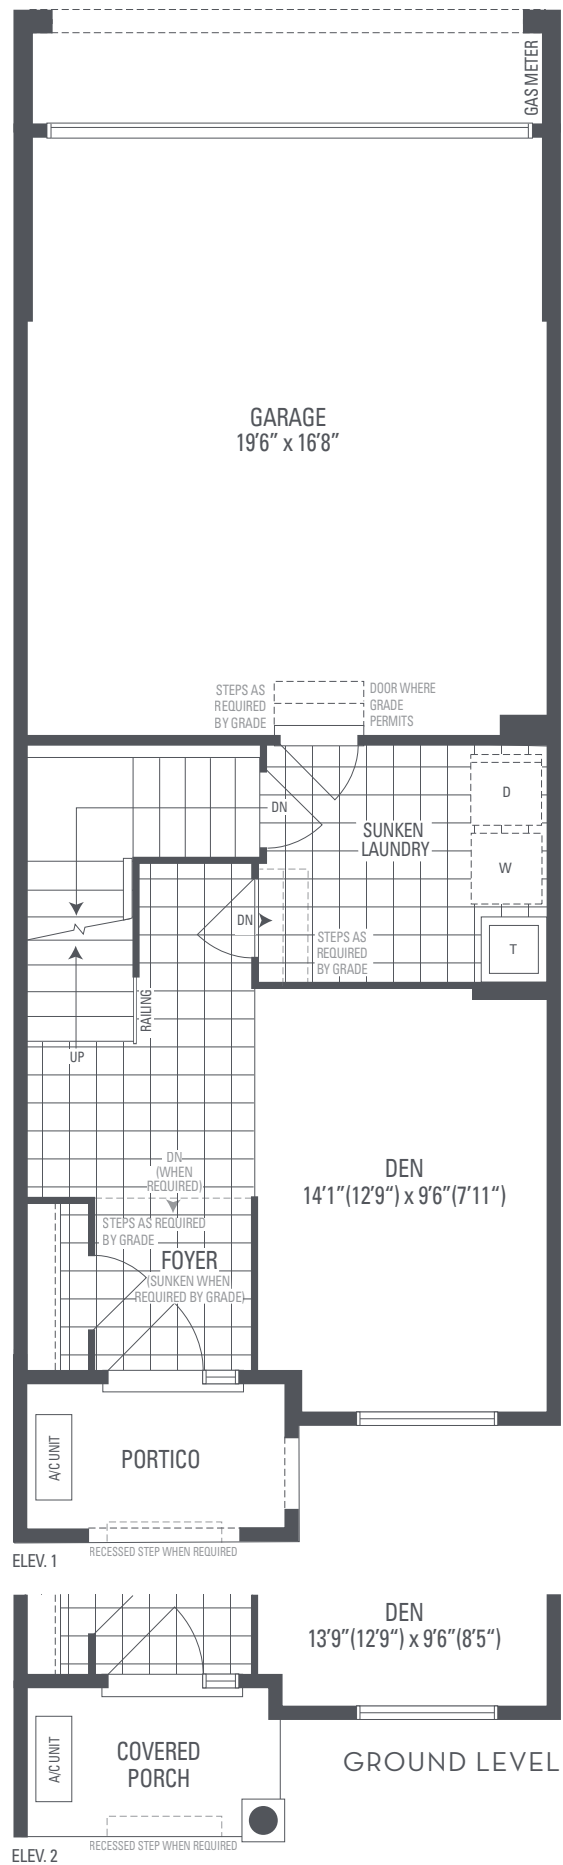 GAS METER
GARAGE
19'6" x 16'8"
STEPS AS
REQUIRED
BY GRADE
DOOR WHERE
GRADE
PERMITS
D
DN
SUNKEN
LAUNDRY
W
DN
STEPS AS
REQUIRED
BY GRADE
T
RAILING
UP
DN
(WHEN
REQUIRED)
DEN
14'1"(12'9“) x 9'6"(7'11“)
STEPS AS REQUIRED
BY GRADE
FOYER
(SUNKEN WHEN
REQUIRED BY GRADE)
A/C UNIT
PORTICO
RECESSED STEP WHEN REQUIRED
ELEV. 1
DEN
13'9"(12'9“) x 9'6"(8'5“)
A/C UNIT
COVERED
PORCH
GROUND LEVEL
RECESSED STEP WHEN REQUIRED
ELEV. 2